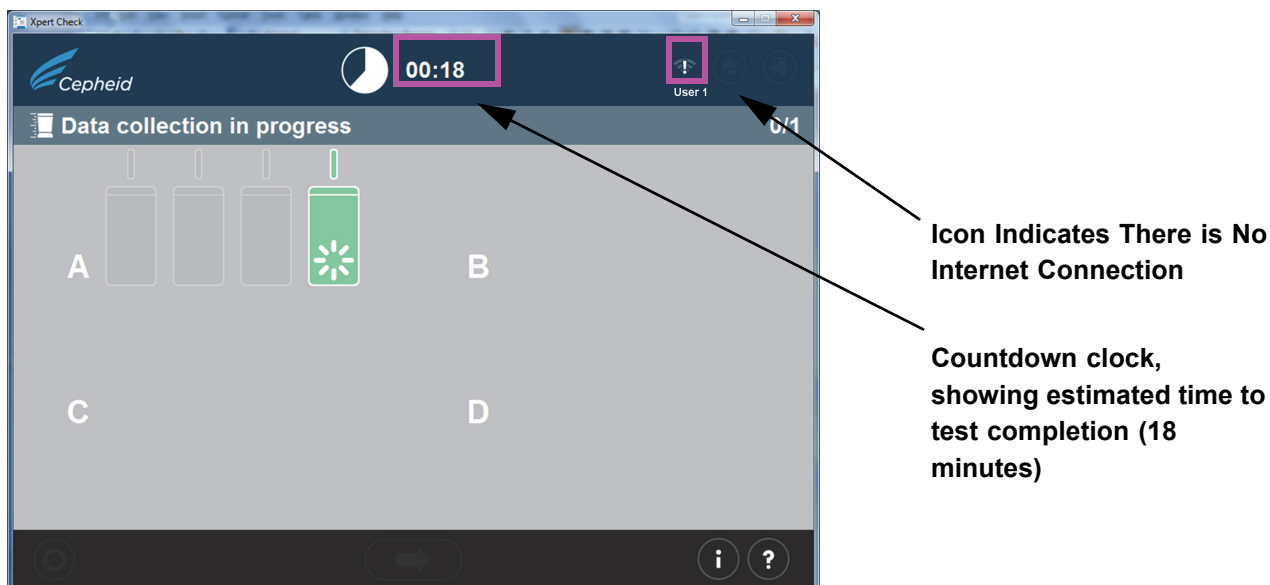 Xpert Check
Cepheid
00:18
!
User 1
Data collection in progress
0/1
A
B
C
D
i
?
Icon Indicates There is No
Internet Connection
Countdown clock,
showing estimated time to
test completion (18
minutes)